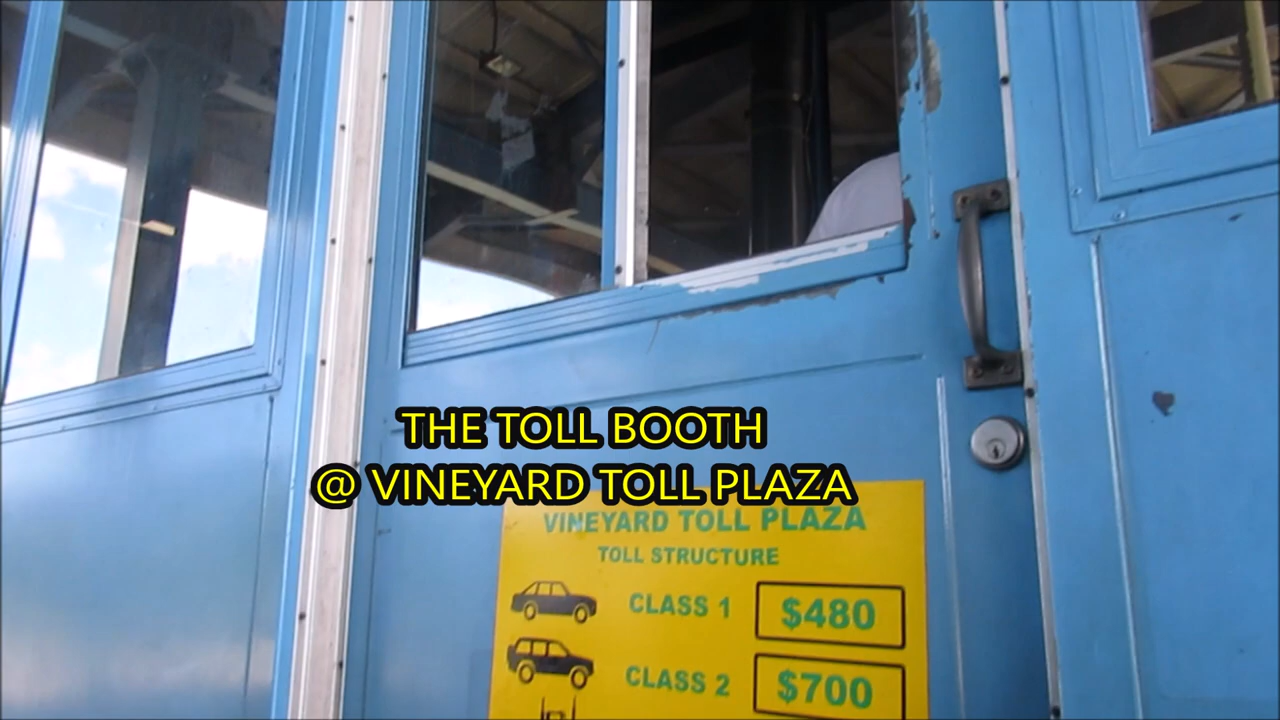 THE TOLL BOOTH
@ VINEYARD TOLL PLAZA
VINEYARD TOLL PLAZA
TOLL STRUCTURE
CLASS 1 $480
CLASS 2 $700